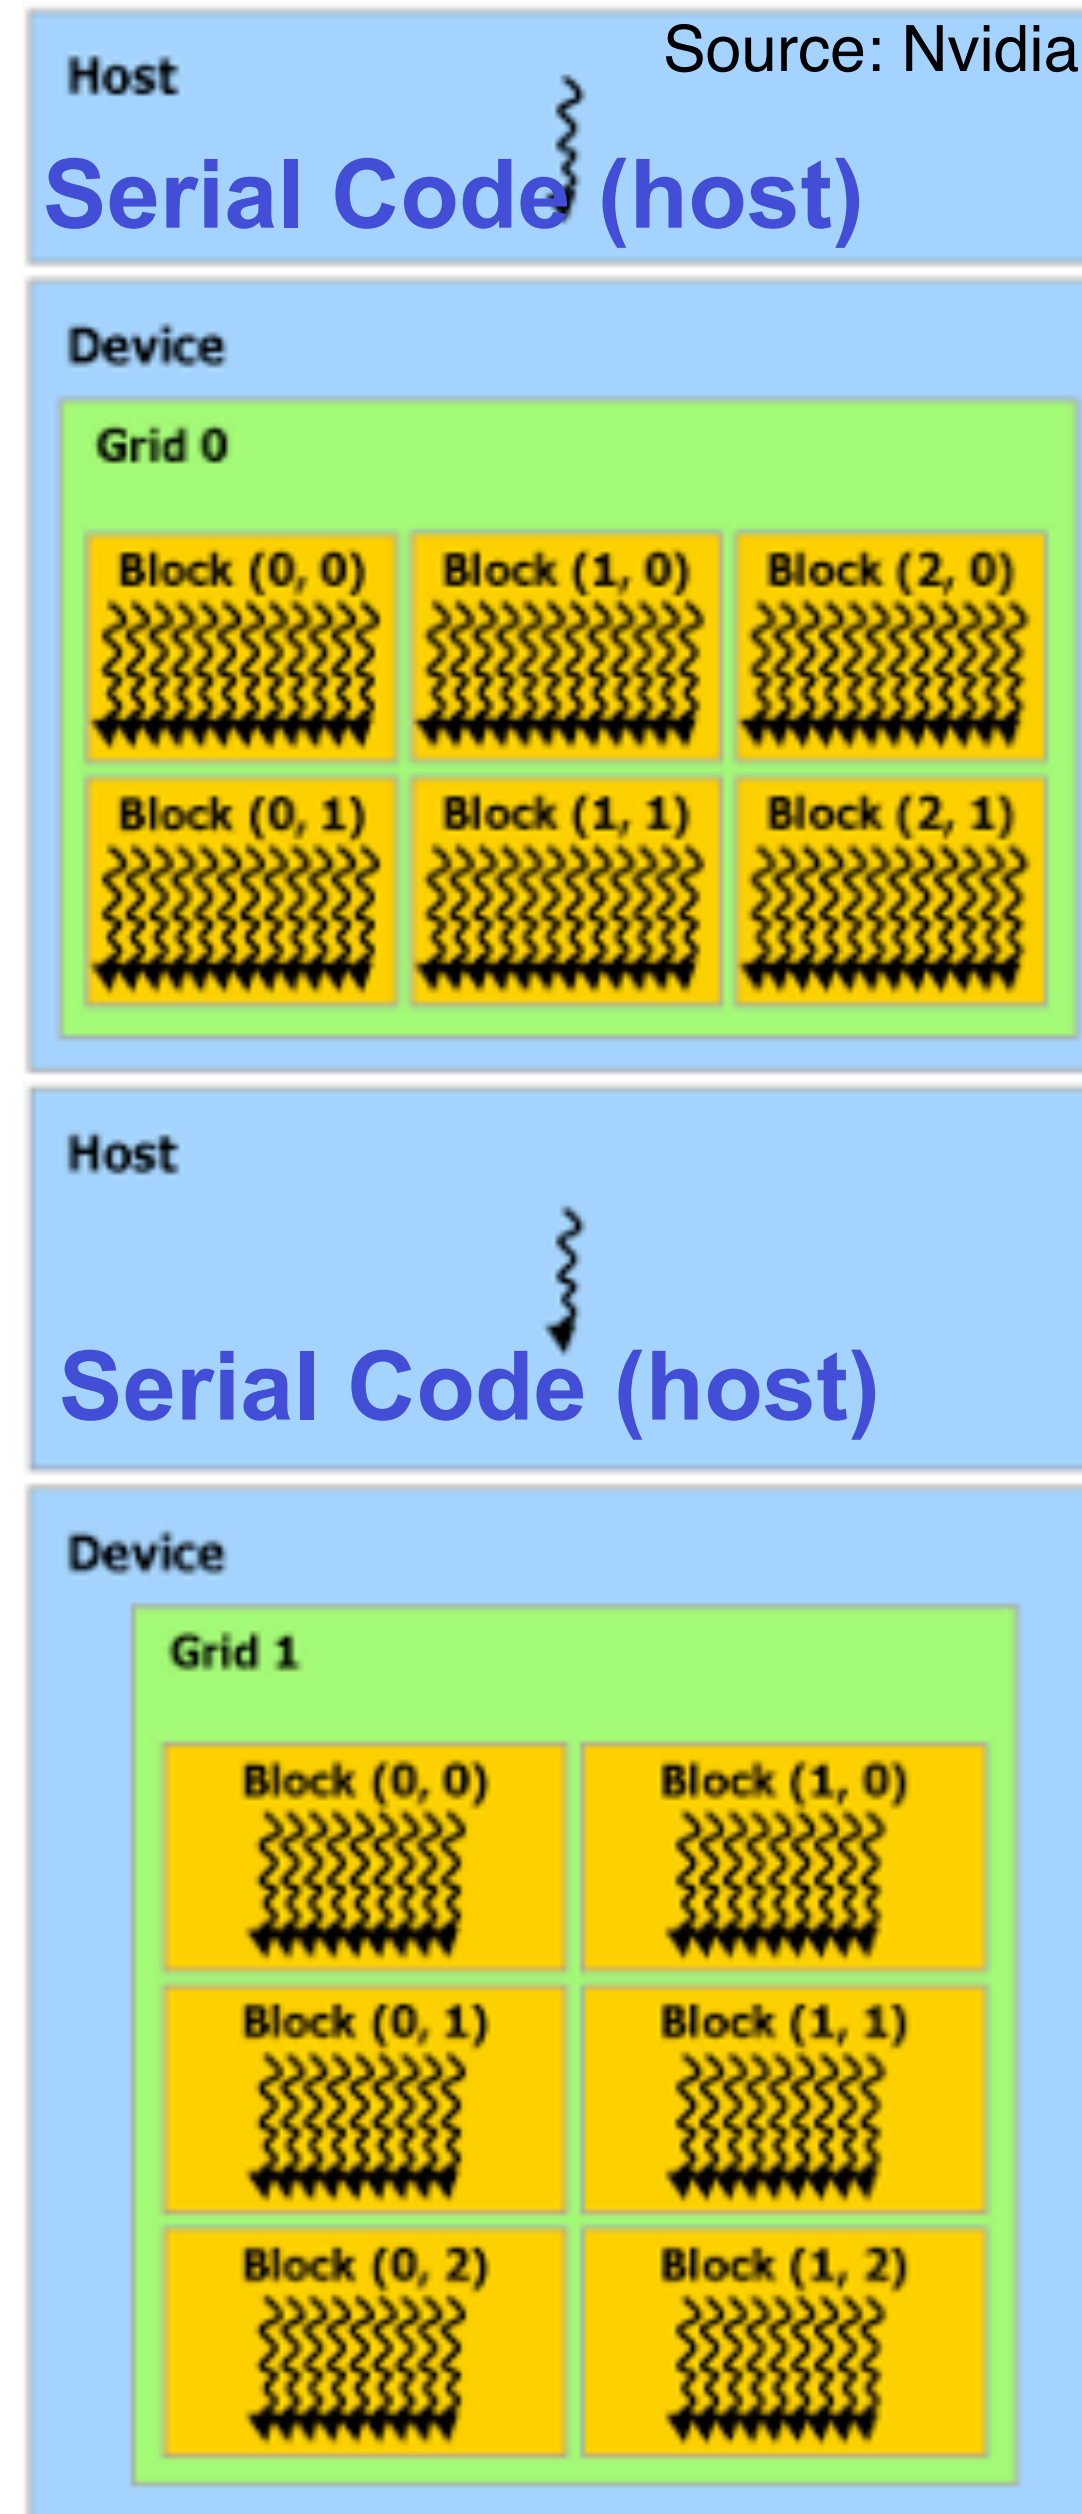 Source: Nvidia
Host
Serial Code (host)
Device
Grid 0
Block (0, 0) Block (1, 0) Block (2, 0)
Block (0, 1) Block (1, 1) Block (2, 1)
Host
Serial Code (host)
Device
Grid 1
Block (0, 0) Block (1, 0)
Block (0, 1) Block (1, 1)
Block (0, 2) Block (1, 2)